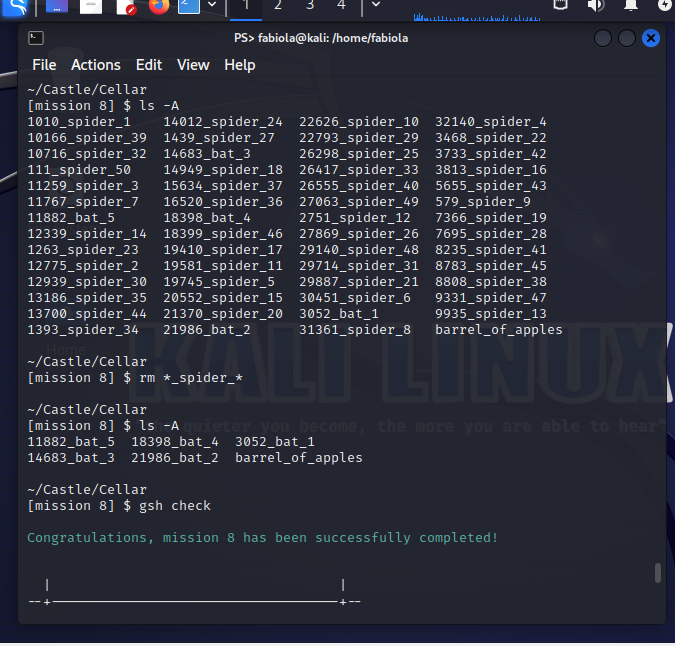 1 2 3 4
PS> fabiola@kali: /home/fabiola
File Actions Edit View Help
~/Castle/Cellar
[mission 8] $ ls -A
1010_spider_1 14012_spider_24 22626_spider_10 32140_spider_4
10166_spider_39 1439_spider_27 22793_spider_29 3468_spider_22
10716_spider_32 14683_bat_3 26298_spider_25 3733_spider_42
111_spider_50 14949_spider_18 26417_spider_33 3813_spider_16
11259_spider_3 15634_spider_37 26555_spider_40 5655_spider_43
11767_spider_7 16520_spider_36 27063_spider_49 579_spider_9
11882_bat_5 18398_bat_4 2751_spider_12 7366_spider_19
12339_spider_14 18399_spider_46 27869_spider_26 7695_spider_28
1263_spider_23 19410_spider_17 29140_spider_48 8235_spider_41
12775_spider_2 19581_spider_11 29714_spider_31 8783_spider_45
12939_spider_30 19745_spider_5 29887_spider_21 8808_spider_38
13186_spider_35 20552_spider_15 30451_spider_6 9331_spider_47
13700_spider_44 21370_spider_20 3052_bat_1 9935_spider_13
1393_spider_34 21986_bat_2 31361_spider_8 barrel_of_apples
Home
KALI LINUX
~/Castle/Cellar
[mission 8] $ rm *_spider_*
~/Castle/Cellar
[mission 8] $ ls -A
the quieter you become, the more you are able to hear"
11882_bat_5 18398_bat_4 3052_bat_1
14683_bat_3 21986_bat_2 barrel_of_apples
~/Castle/Cellar
[mission 8] $ gsh check
Congratulations, mission 8 has been successfully completed!